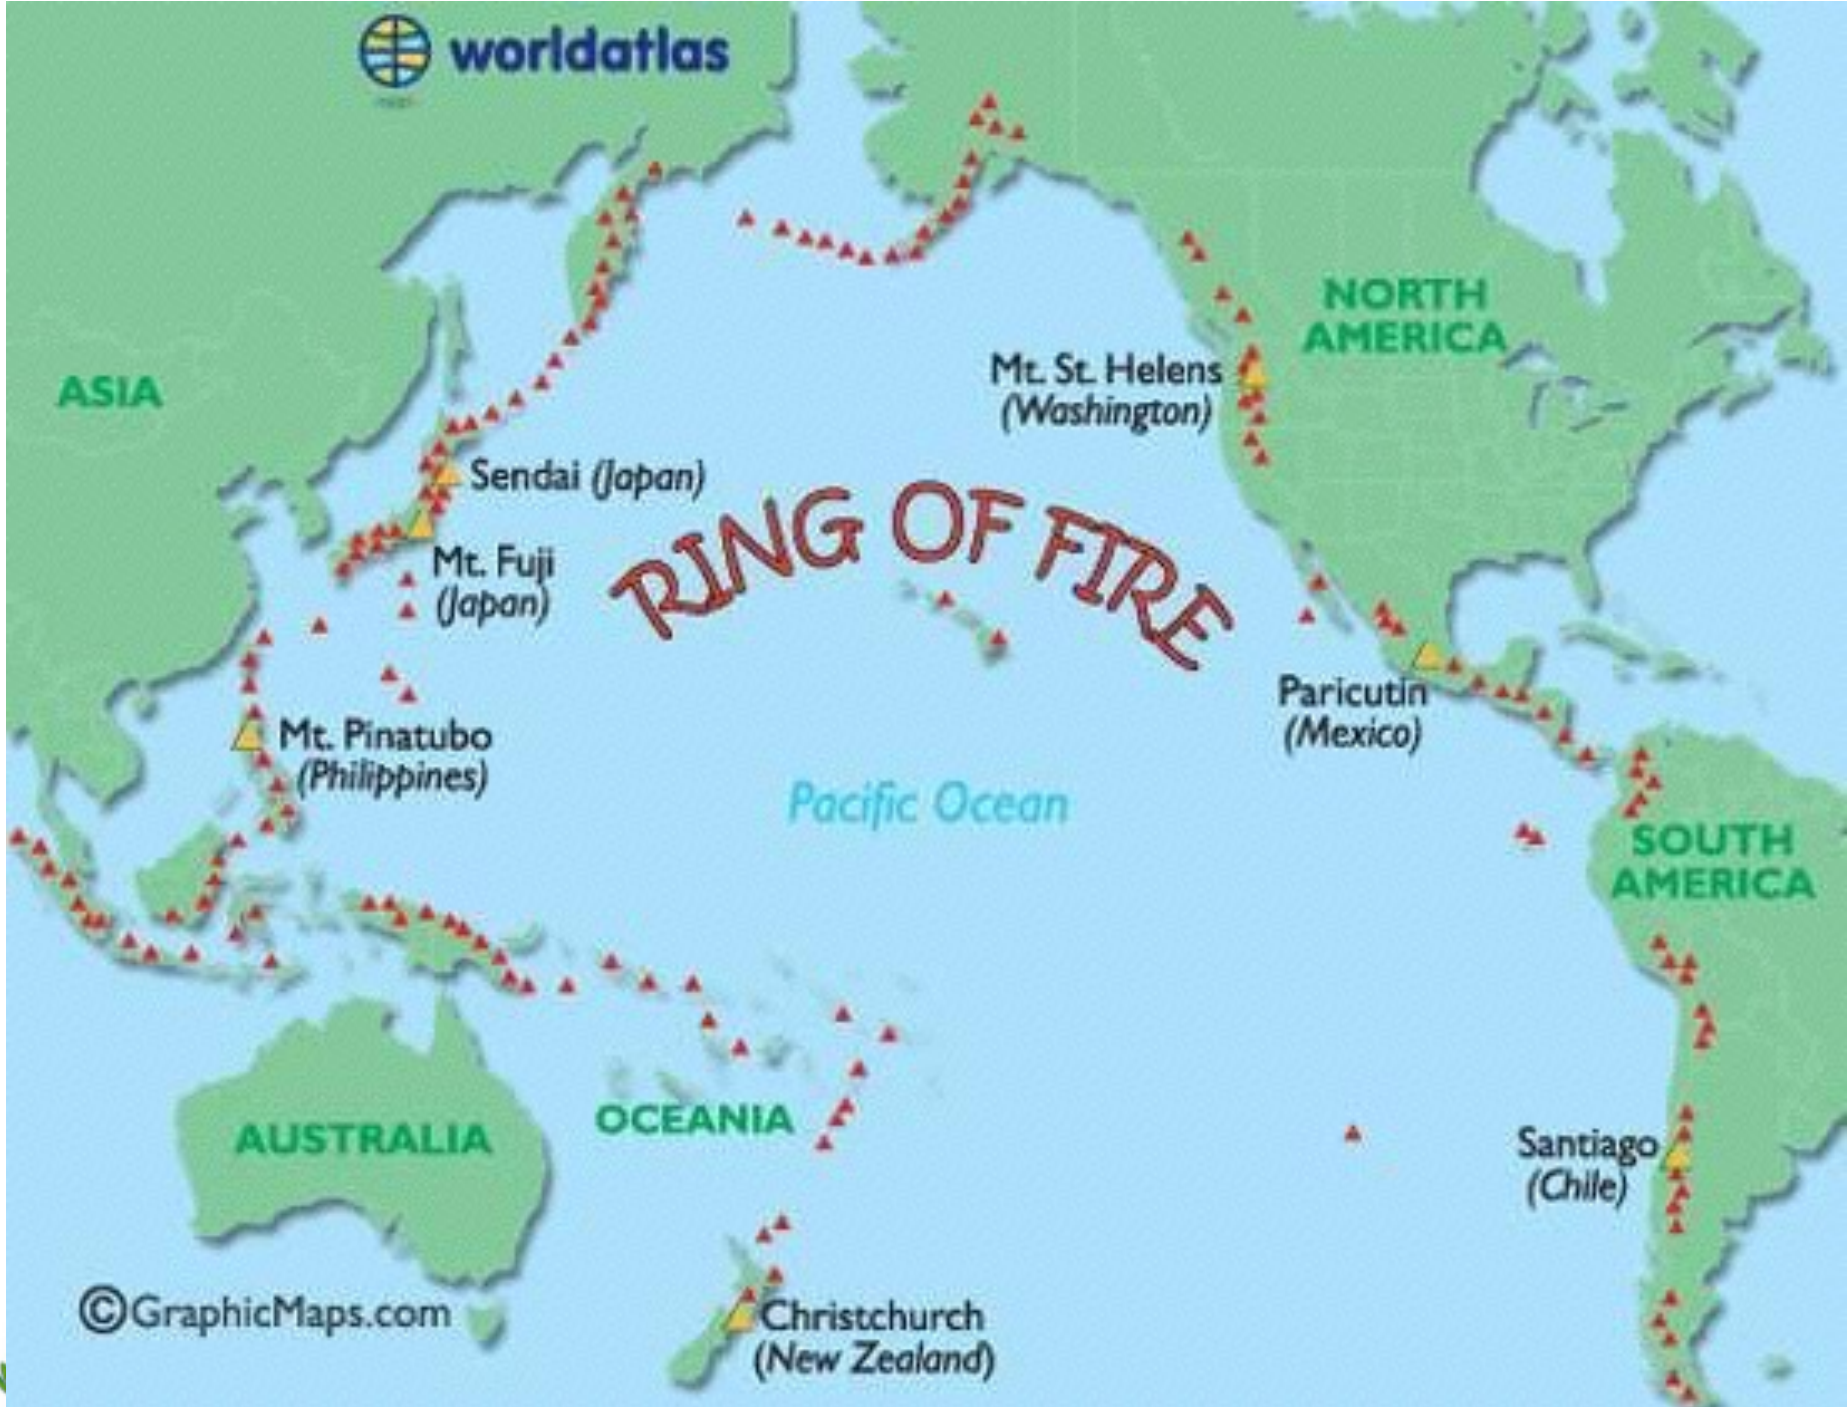 worldatlas
NORTH
AMERICA
Mt. St. Helens
(Washington)
ASIA
Sendai (Japan)
RING OF FIRE
Mt. Fuji
(Japan)
Paricutin
(Mexico)
Mt. Pinatubo
(Philippines)
Pacific Ocean
SOUTH
AMERICA
OCEANIA
AUSTRALIA
Santiago
(Chile)
©GraphicMaps.com
Christchurch
(New Zealand)